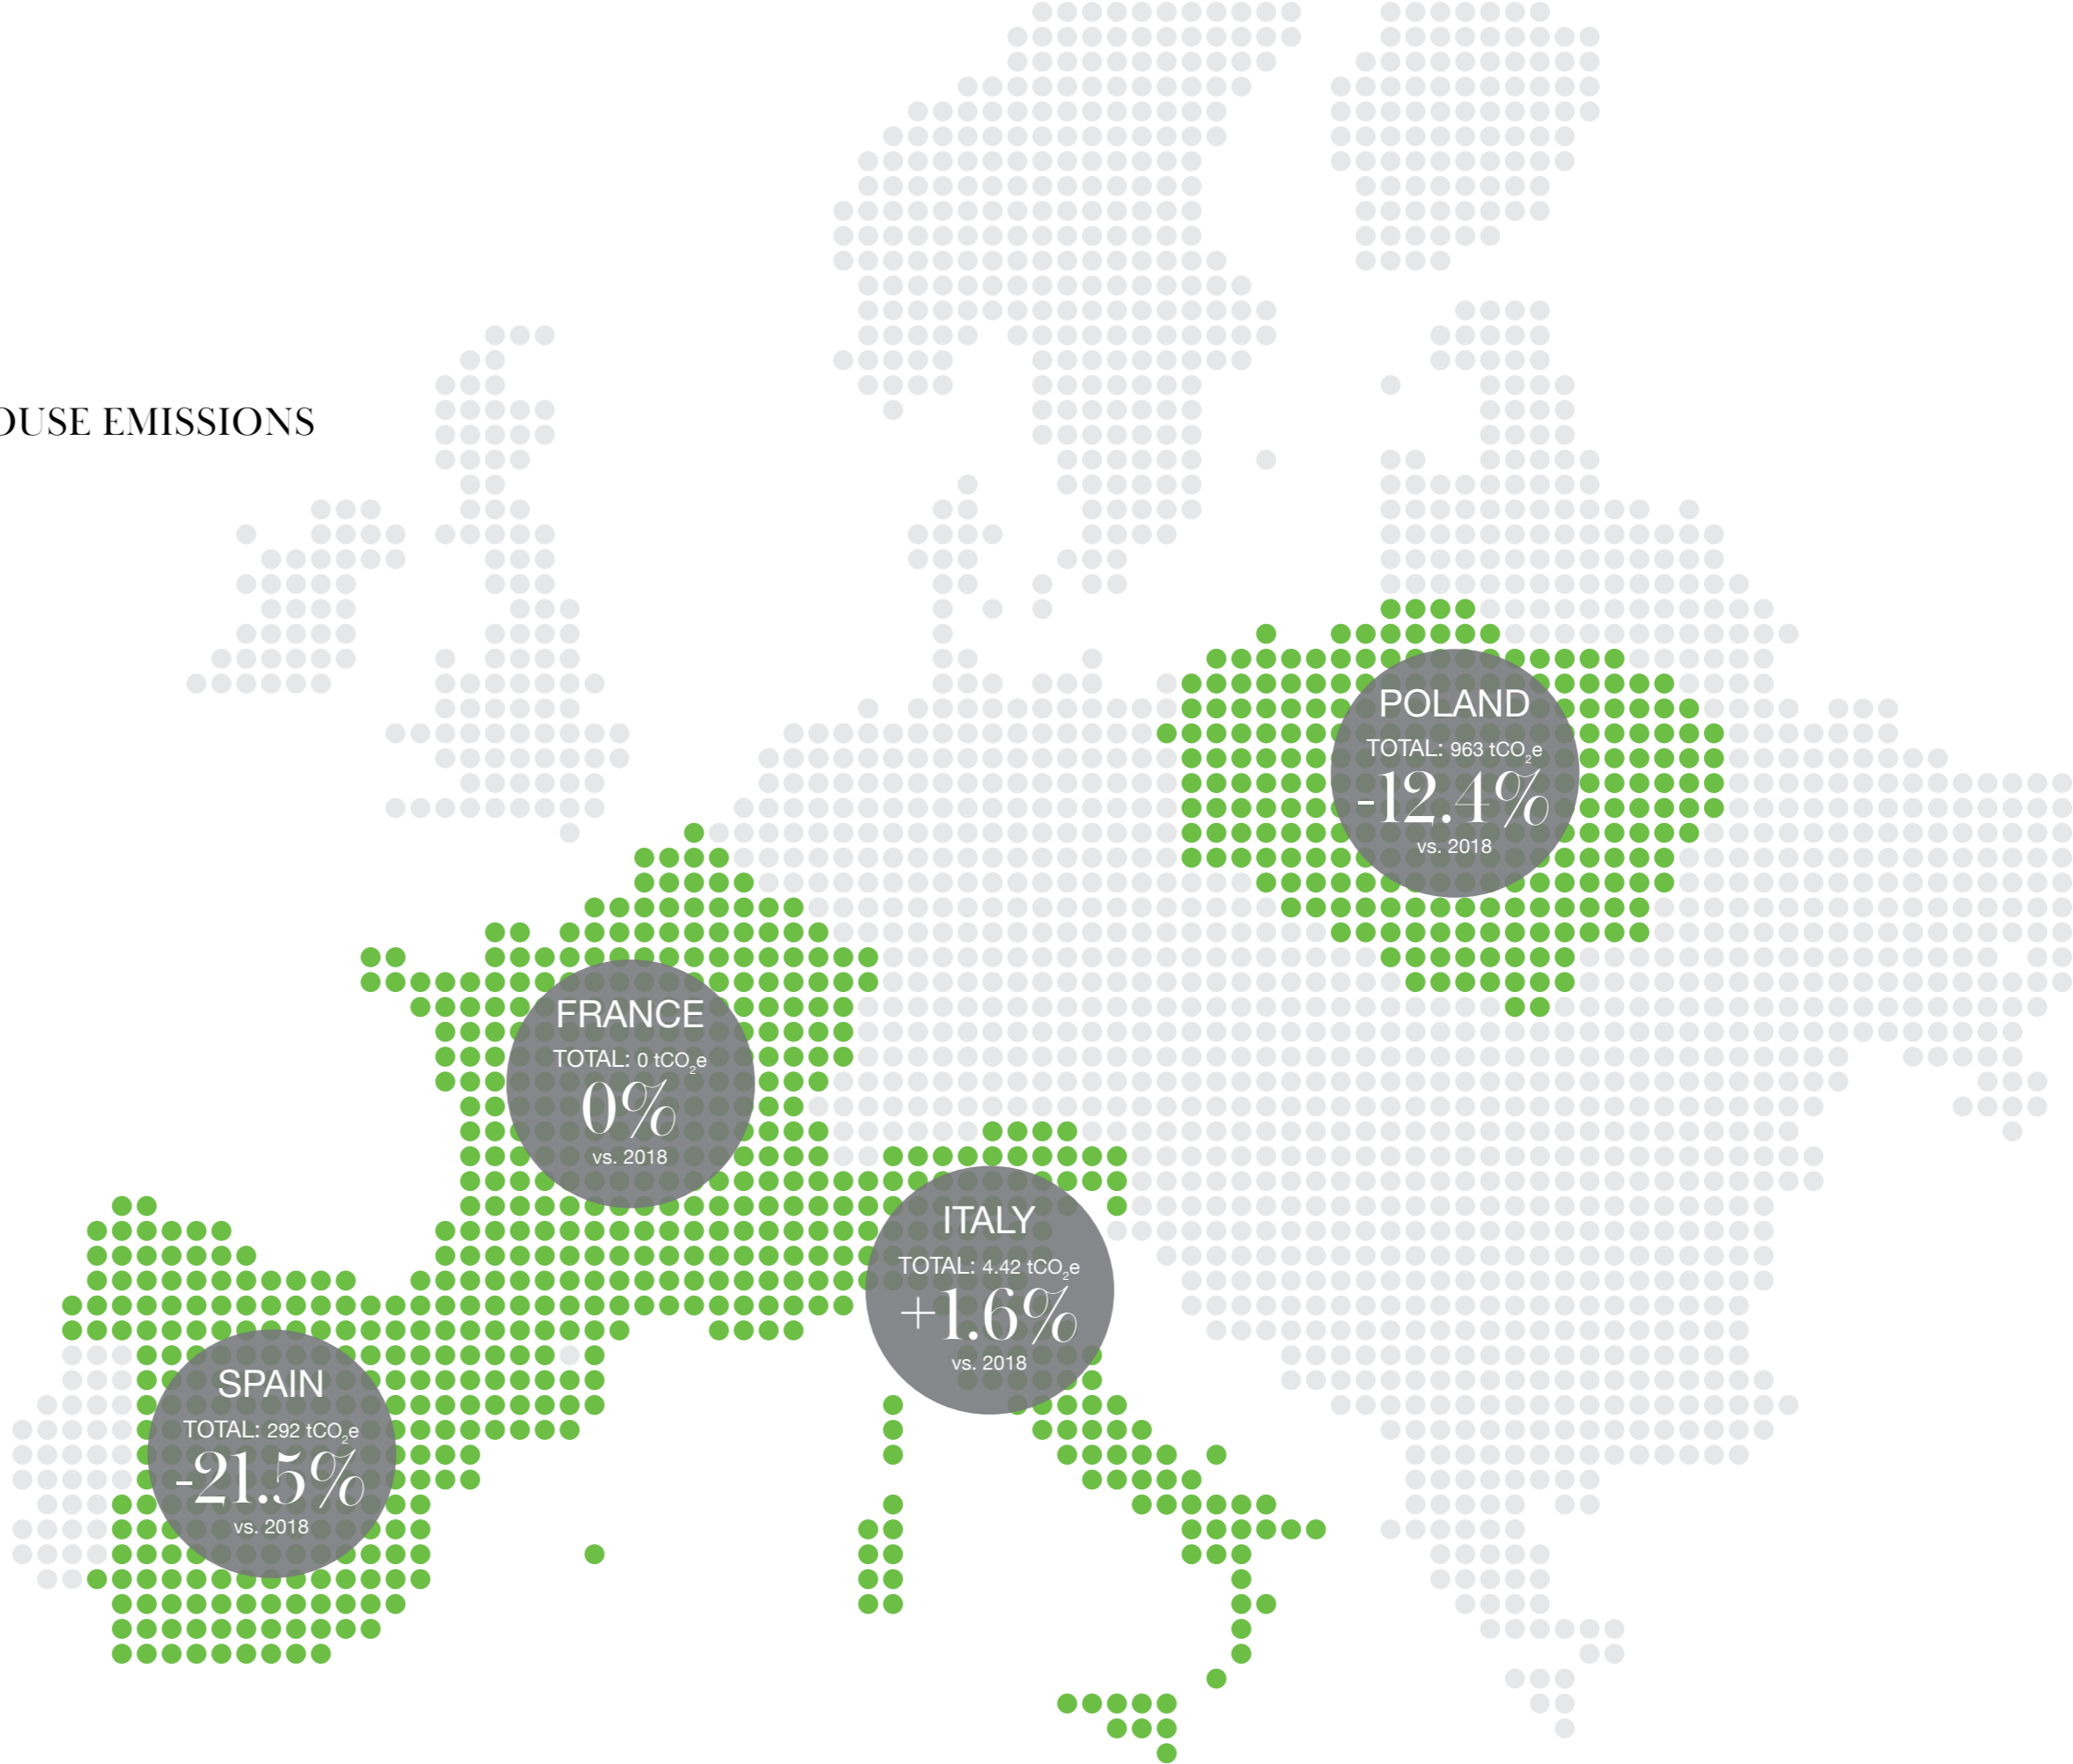 EMISSIONS
POLAND
TOTAL: 963 tCO₂e
-12.4%
vs. 2018
FRANCE
TOTAL: 0 tCO₂e
0%
vs. 2018
ITALY
TOTAL: 4.42 tCO₂e
+1.6%
vs. 2018
SPAIN
TOTAL: 292 tCO₂e
-21.5%
vs. 2018